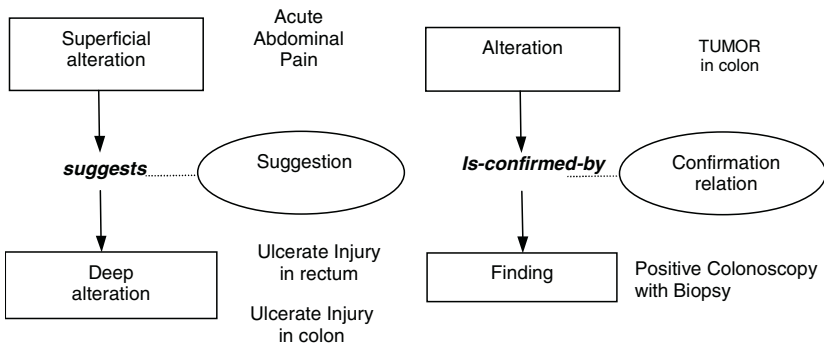 Superficial
alteration
Acute
Abdominal
Pain
suggests
Suggestion
Deep
alteration
Ulcerate Injury
in rectum
Ulcerate Injury
in colon
Alteration
TUMOR
in colon
Is-confirmed-by
Confirmation
relation
Finding
Positive Colonoscopy
with Biopsy